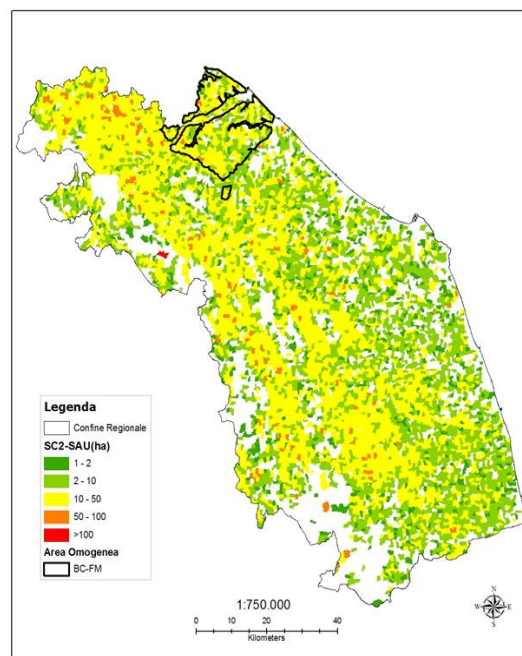 Legenda
Confine Regionale
SC2-SAU(ha)
1 - 2
2 - 10
10 - 50
50 - 100
>100
Area Omogenea
BC-FM
1:750.000
0 10 20 40
Kilometers
N
W E
S